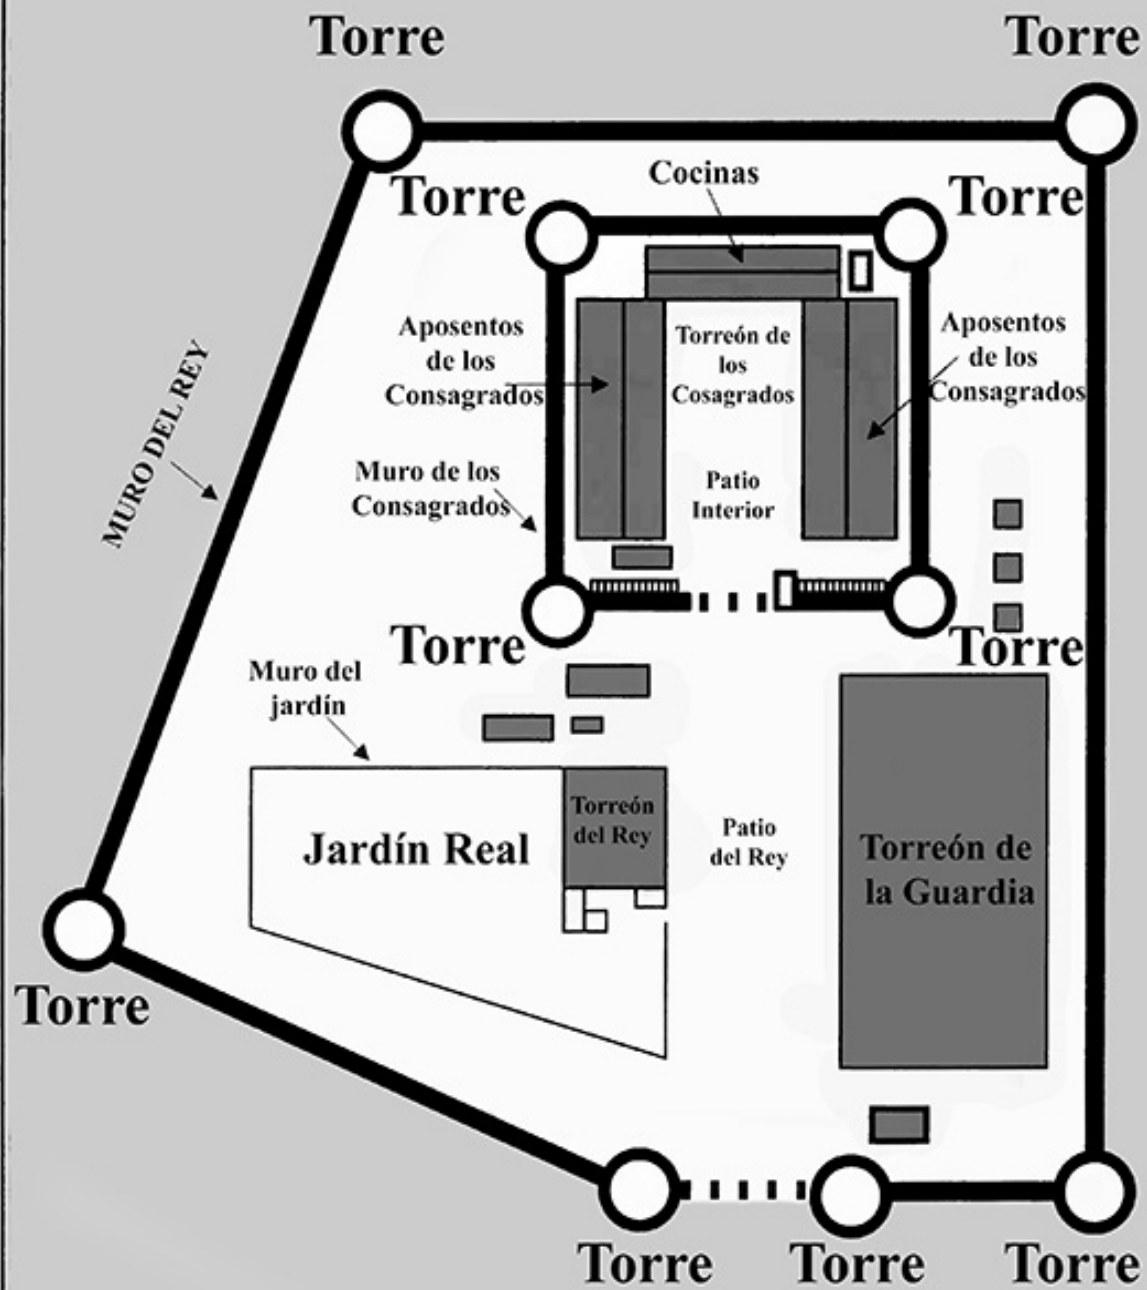 Torre
Torre
Cocinas
Torre
Torre
Aposentos
de los
Consagrados
Torreón de
los
Cosagrados
Aposentos
de los
Consagrados
MURO DEL REY
Muro de los
Consagrados
Patio
Interior
Torre
Torre
Muro del
jardín
Torreón
del Rey
Jardín Real
Patio
del Rey
Torreón de
la Guardia
Torre
Torre
Torre
Torre